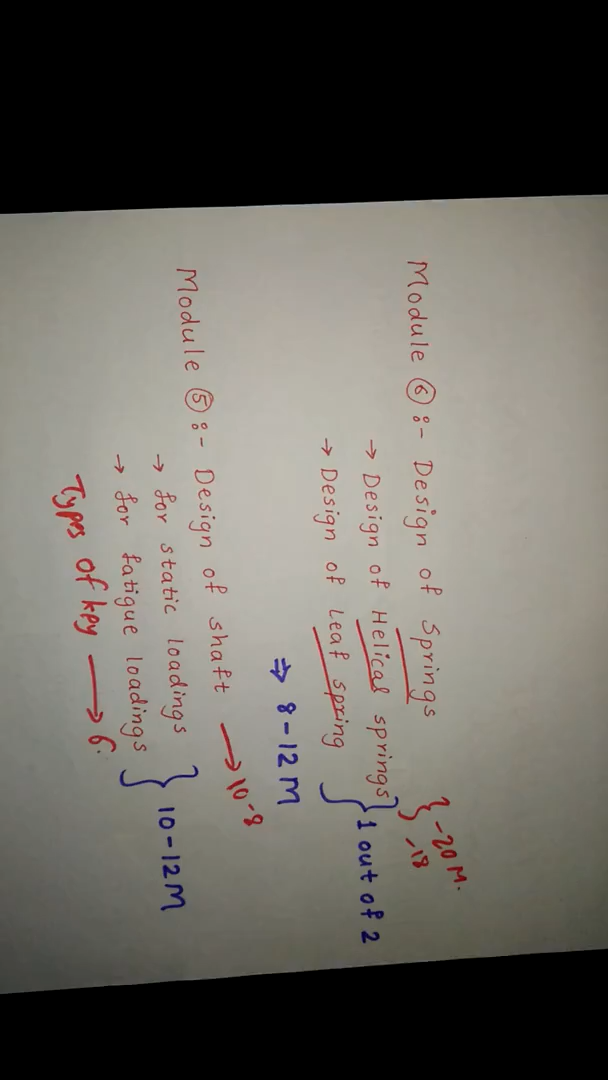 Module ⑥ :- Design of Springs } -20 M.
-18
→ Design of Helical springs
→ Design of Leaf spring } 1 out of 2
⇒ 8-12M
Module ⑤ :- Design of shaft → 10-8
→ for static loadings
→ for fatigue loadings } 10-12M
Types of key → 6.